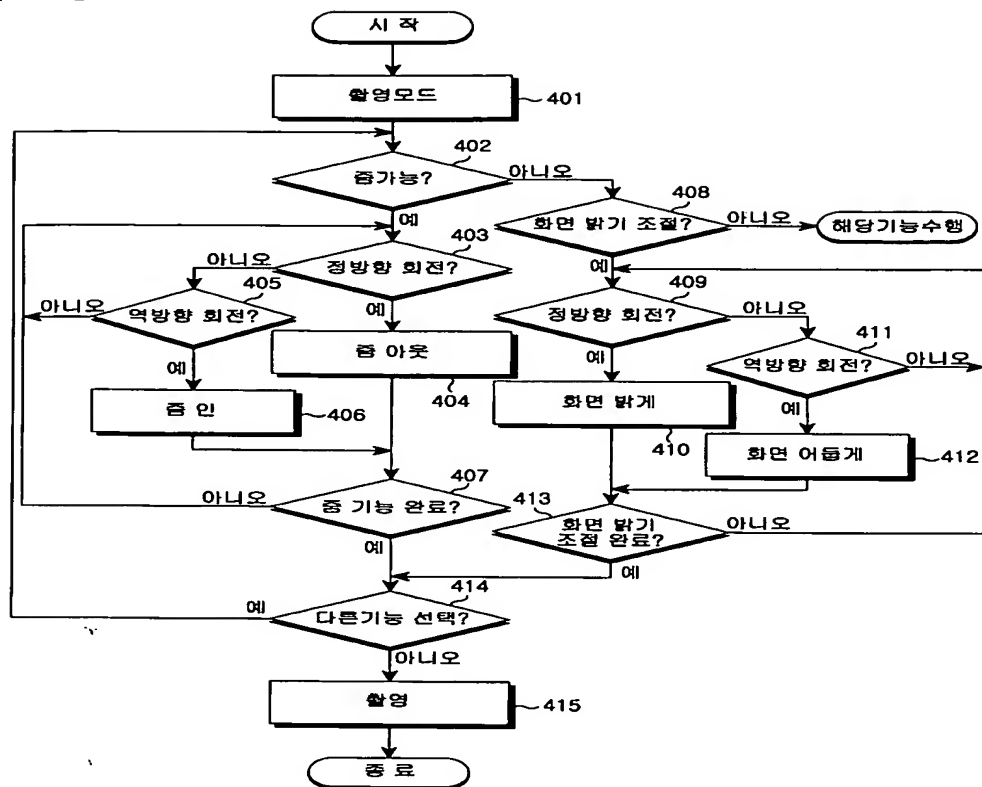 시 작
촬영모드
401
402
줌가능?
아니오
예
408
화면 밝기 조절?
아니오
해당기능수행
예
403
정방향 회전?
아니오
예
405
역방향 회전?
아니오
예
409
정방향 회전?
아니오
예
411
역방향 회전?
아니오
예
줌 아웃
404
줌 인
406
화면 밝게
410
화면 어둡게
412
407
줌 기능 완료?
아니오
예
413
화면 밝기
조절 완료?
아니오
예
414
다른기능 선택?
예
아니오
촬영
415
종 료